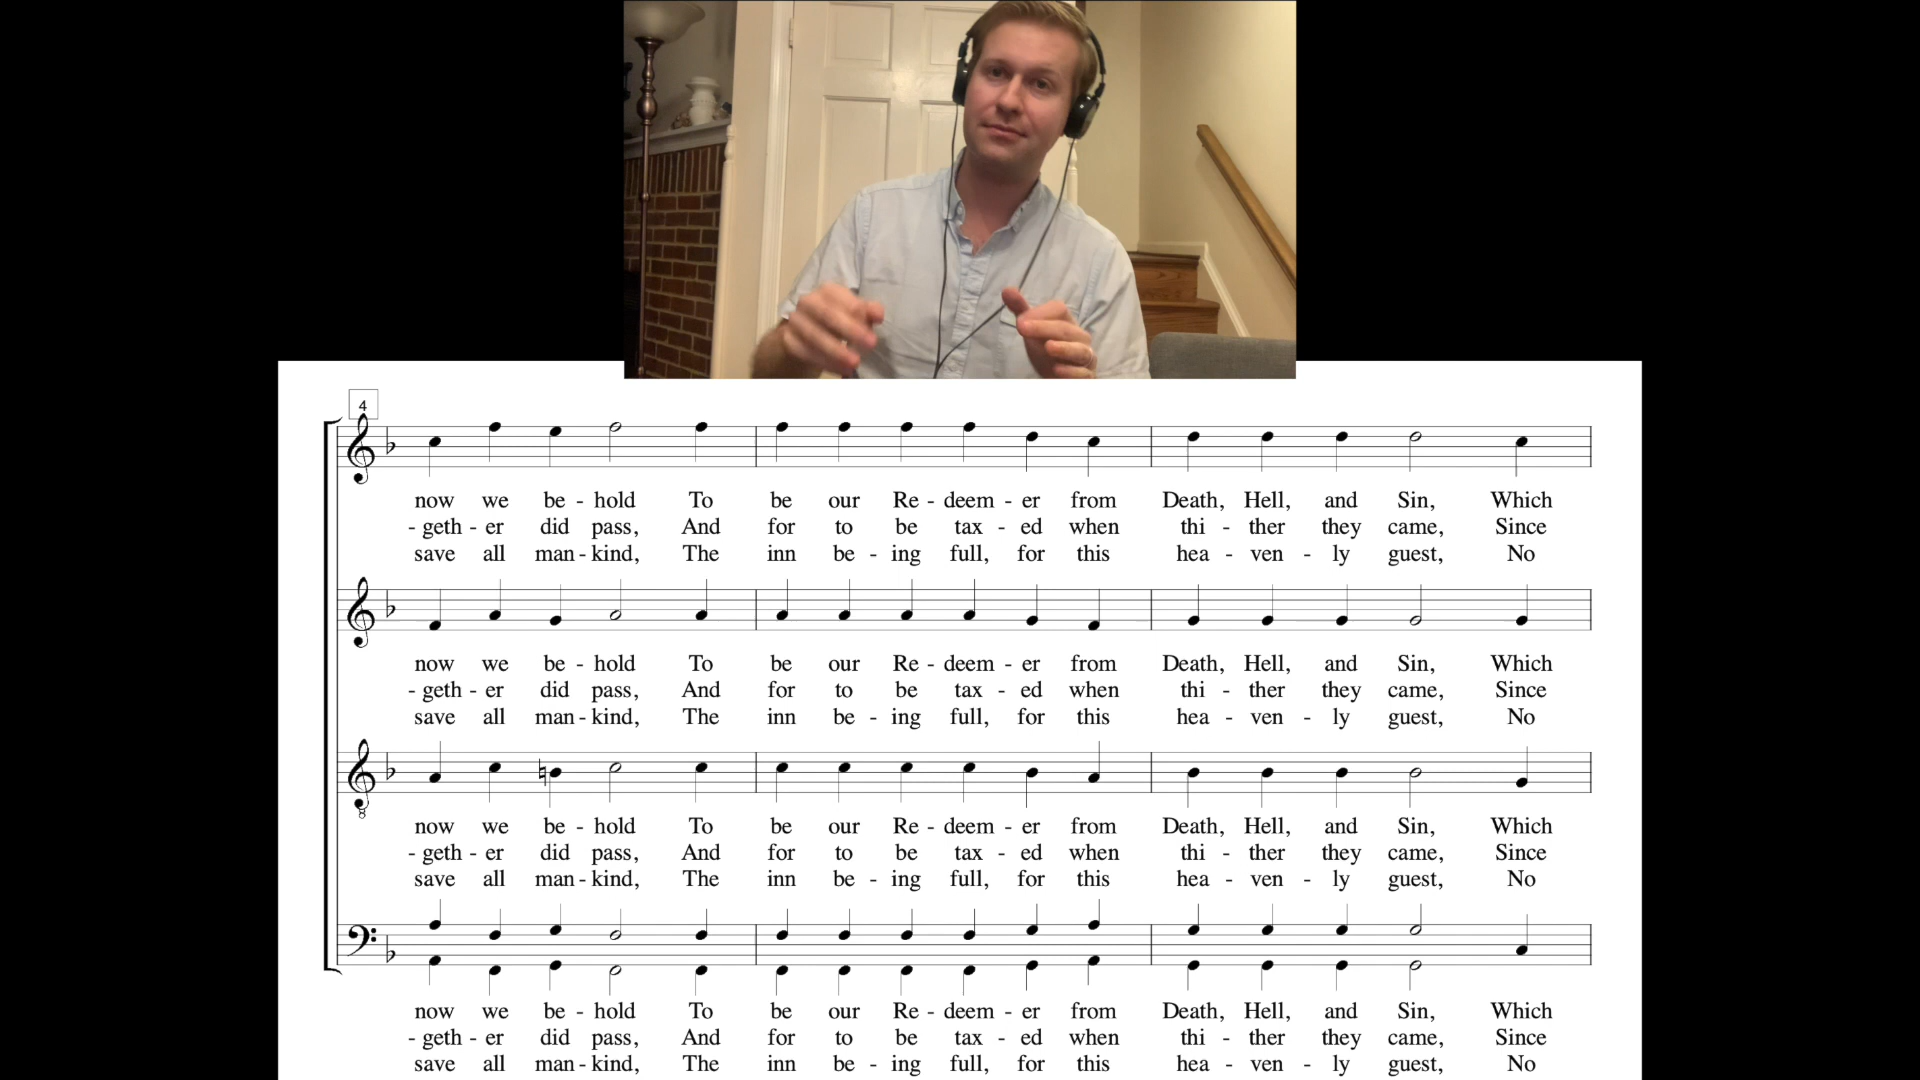 4
now we be - hold To be our Re - deem - er from Death, Hell, and Sin, Which
- geth - er did pass, And for to be tax - ed when thi - ther they came, Since
save all man - kind, The inn be - ing full, for this hea - ven - ly guest, No
now we be - hold To be our Re - deem - er from Death, Hell, and Sin, Which
- geth - er did pass, And for to be tax - ed when thi - ther they came, Since
save all man - kind, The inn be - ing full, for this hea - ven - ly guest, No
8
now we be - hold To be our Re - deem - er from Death, Hell, and Sin, Which
- geth - er did pass, And for to be tax - ed when thi - ther they came, Since
save all man - kind, The inn be - ing full, for this hea - ven - ly guest, No
now we be - hold To be our Re - deem - er from Death, Hell, and Sin, Which
- geth - er did pass, And for to be tax - ed when thi - ther they came, Since
save all man - kind, The inn be - ing full, for this hea - ven - ly guest, No